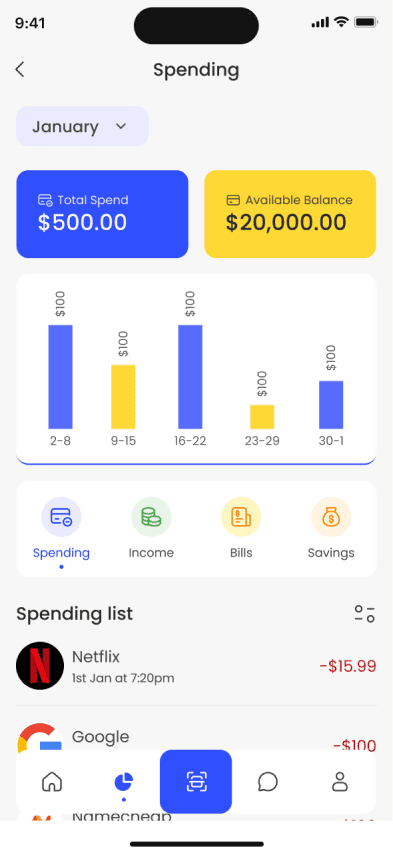 9:41
Spending
January
Total Spend
$500.00
Available Balance
$20,000.00
$100
$100
$100
$100
$100
2-8
9-15
16-22
23-29
30-1
Spending
Income
Bills
Savings
Spending list
Netflix
1st Jan at 7:20pm
-$15.99
Google
-$100
Namecheap